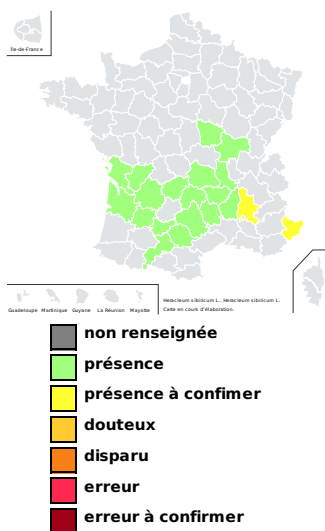 Île-de-France
Guadeloupe Martinique Guyane La Réunion Mayotte
Heracleum sibiricum L., Heracleum sibiricum L.
Carte en cours d'élaboration.
non renseignée
présence
présence à confimer
douteux
disparu
erreur
erreur à confirmer